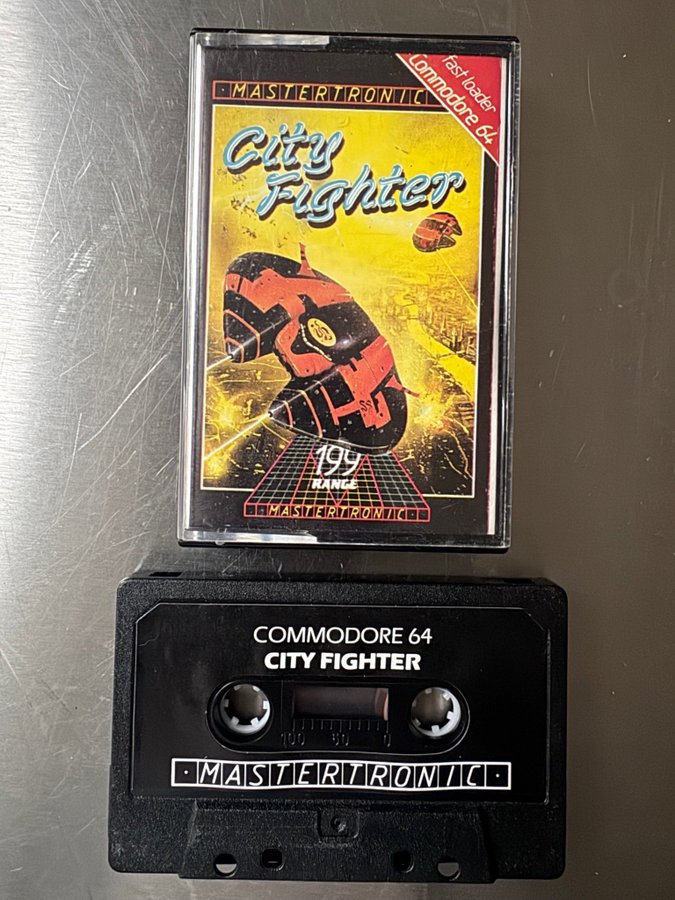 · MASTERTRONIC ·
fast loader
Commodore 64
City
Fighter
199
RANGE
· MASTERTRONIC ·
COMMODORE 64
CITY FIGHTER
100 50 0
· MASTERTRONIC ·